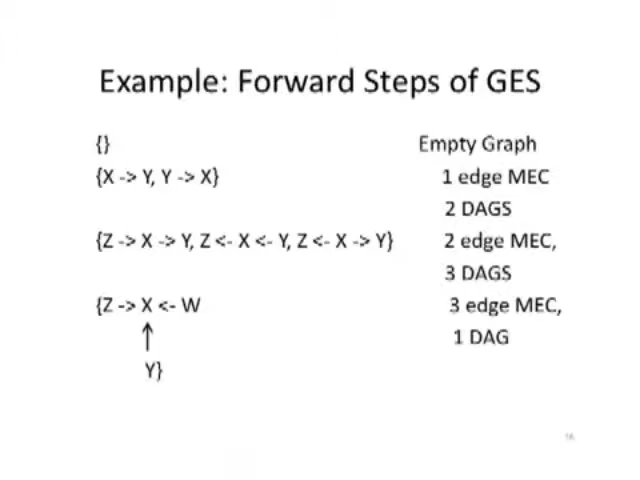 Example: Forward Steps of GES
{} Empty Graph
{X -> Y, Y -> X} 1 edge MEC
2 DAGS
{Z -> X -> Y, Z <- X <- Y, Z <- X -> Y} 2 edge MEC,
3 DAGS
{Z -> X <- W 3 edge MEC,
1 DAG
Y}